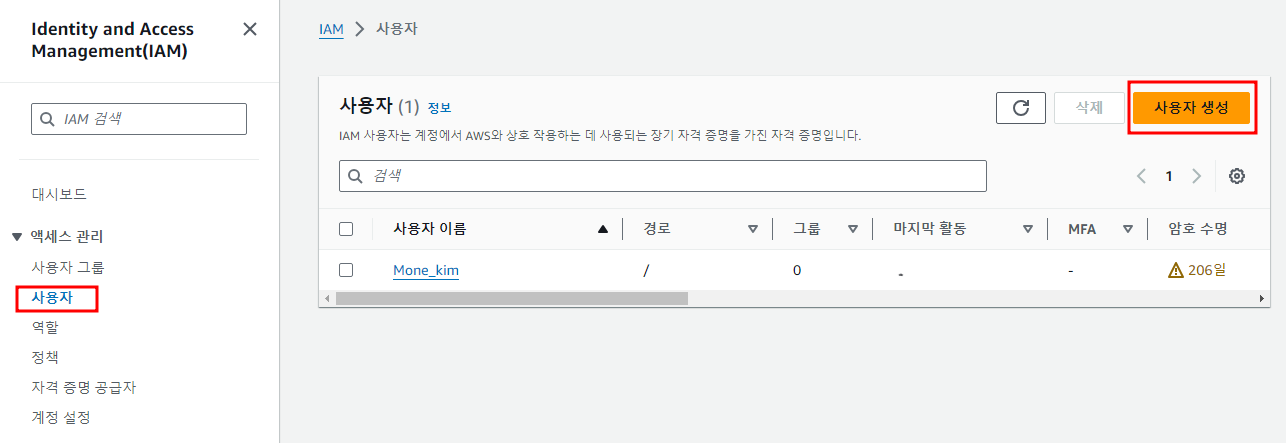 Identity and Access
Management(IAM)
IAM 검색
대시보드
액세스 관리
사용자 그룹
사용자
역할
정책
자격 증명 공급자
계정 설정
IAM > 사용자
사용자 (1) 정보
삭제
사용자 생성
IAM 사용자는 계정에서 AWS와 상호 작용하는 데 사용되는 장기 자격 증명을 가진 자격 증명입니다.
검색
1
사용자 이름 경로 그룹 마지막 활동 MFA 암호 수명
Mone_kim / 0 - - 206일